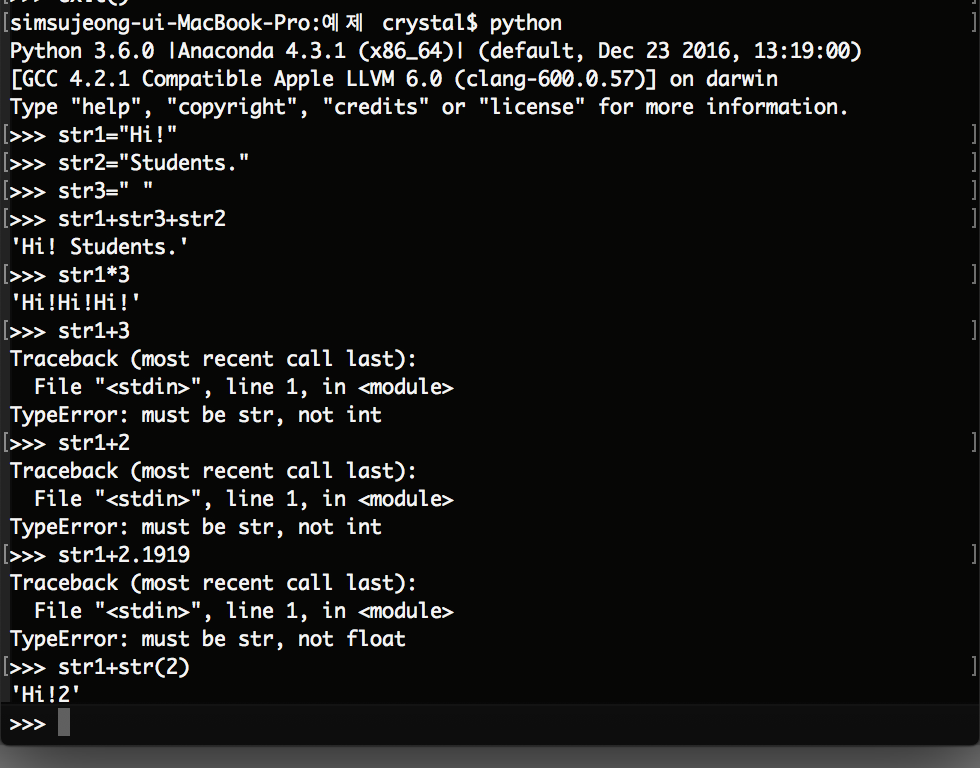 simsujeong-ui-MacBook-Pro:예제 crystal$ python
Python 3.6.0 |Anaconda 4.3.1 (x86_64)| (default, Dec 23 2016, 13:19:00)
[GCC 4.2.1 Compatible Apple LLVM 6.0 (clang-600.0.57)] on darwin
Type "help", "copyright", "credits" or "license" for more information.
>>> str1="Hi!"
>>> str2="Students."
>>> str3=" "
>>> str1+str3+str2
'Hi! Students.'
>>> str1*3
'Hi!Hi!Hi!'
>>> str1+3
Traceback (most recent call last):
  File "<stdin>", line 1, in <module>
TypeError: must be str, not int
>>> str1+2
Traceback (most recent call last):
  File "<stdin>", line 1, in <module>
TypeError: must be str, not int
>>> str1+2.1919
Traceback (most recent call last):
  File "<stdin>", line 1, in <module>
TypeError: must be str, not float
>>> str1+str(2)
'Hi!2'
>>>